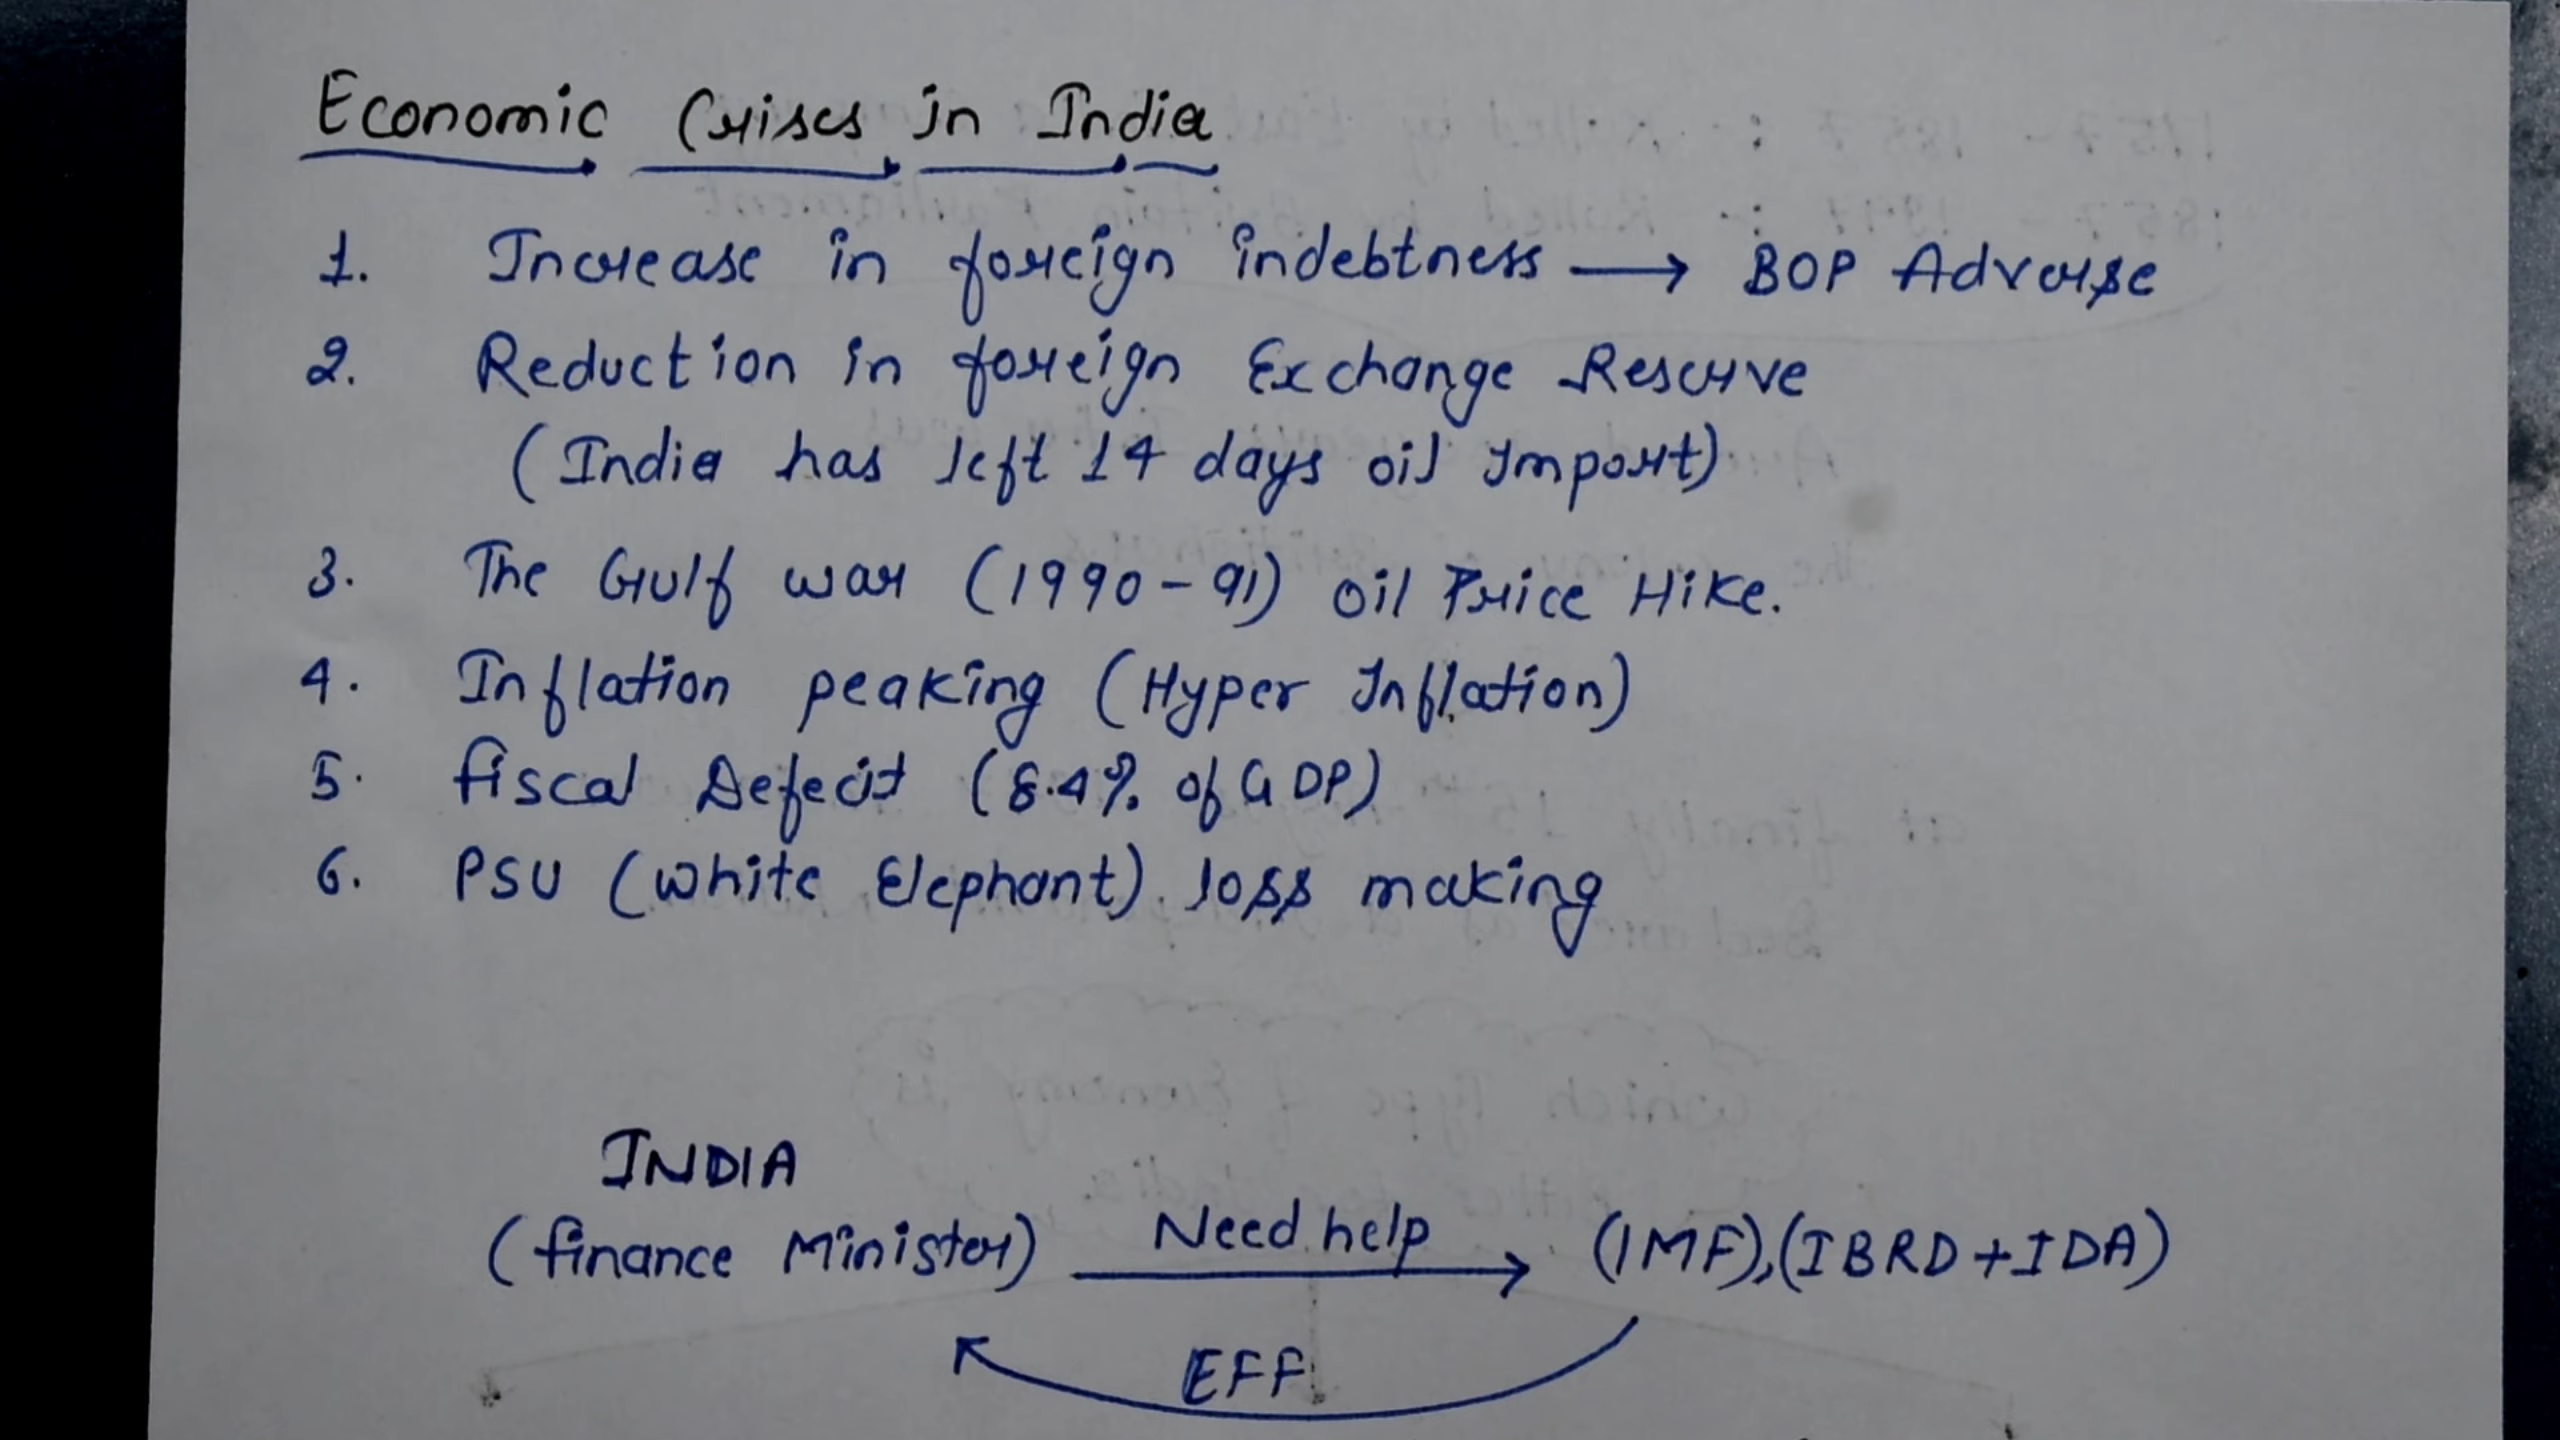 Economic Crises in India
1. Increase in foreign indebtness → BOP Adverse
2. Reduction in foreign Exchange Reserve
(India has left 14 days oil Import)
3. The Gulf war (1990-91) oil Price Hike.
4. Inflation peaking (Hyper Inflation)
5. fiscal Defecit (8.4% of GDP)
6. PSU (White Elephant) loss making
INDIA
(finance Minister) Need help → (IMF), (IBRD+IDA)
EFF